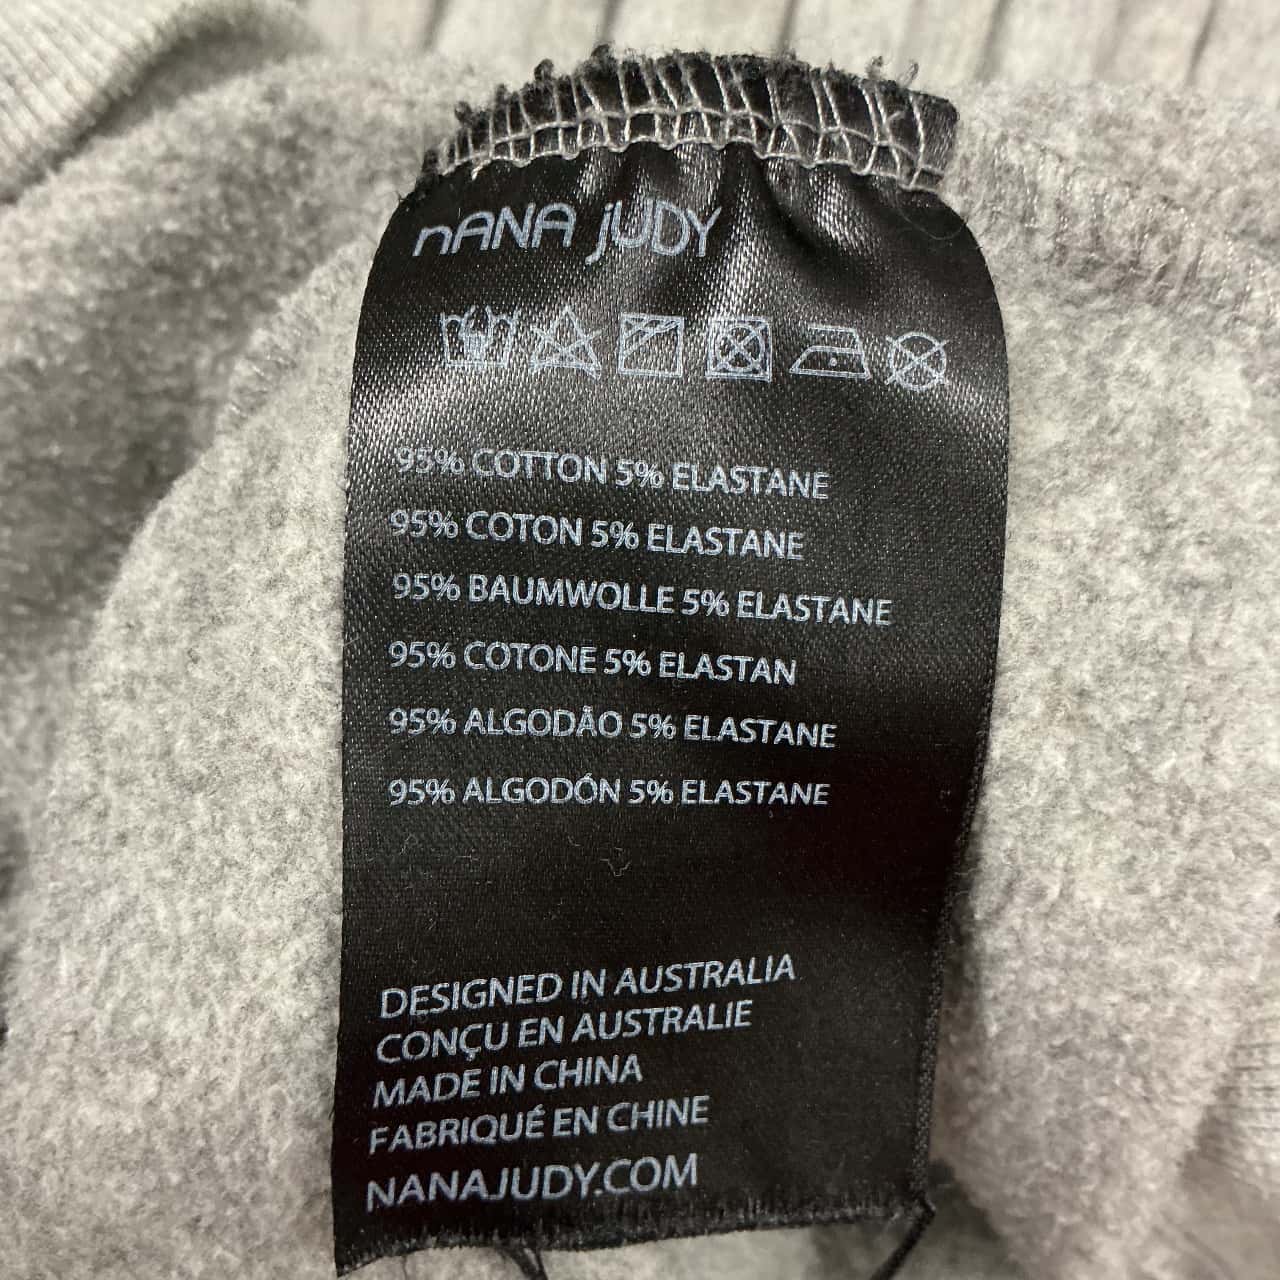 nANA jUDY
95% COTTON 5% ELASTANE
95% COTON 5% ELASTANE
95% BAUMWOLLE 5% ELASTANE
95% COTONE 5% ELASTAN
95% ALGODÃO 5% ELASTANE
95% ALGODÓN 5% ELASTANE
DESIGNED IN AUSTRALIA
CONÇU EN AUSTRALIE
MADE IN CHINA
FABRIQUÉ EN CHINE
NANAJUDY.COM